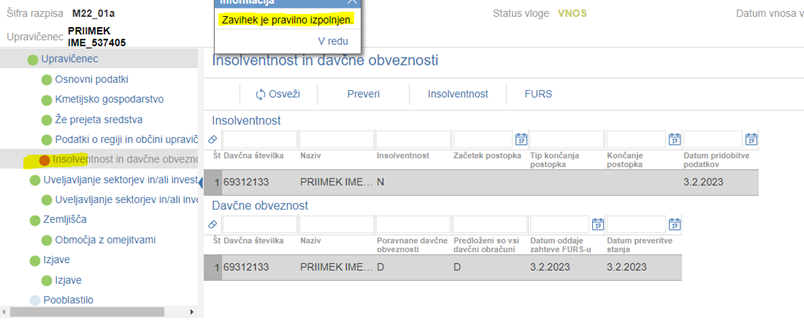 Šifra razpisa M22_01a
Informacija
Status vloge VNOS
Datum vnosa v
Upravičenec PRIIMEK
IME_537405
Zavihek je pravilno izpolnjen.
V redu
Upravičenec
Osnovni podatki
Kmetijsko gospodarstvo
Že prejeta sredstva
Podatki o regiji in občini upravič
Insolventnost in davčne obvezno
Uveljavljanje sektorjev in/ali invest
Uveljavljanje sektorjev in/ali inve
Zemljišča
Območja z omejitvami
Izjave
Izjave
Pooblastilo
Insolventnost in davčne obveznosti
Osveži Preveri Insolventnost FURS
Insolventnost
Št Davčna številka Naziv Insolventnost Začetek postopka Tip končanja postopka Končanje postopka Datum pridobitve podatkov
1 69312133 PRIIMEK IME... N 3.2.2023
Davčne obveznost
Št Davčna številka Naziv Poravnane davčne obveznosti Predloženi so vsi davčni obračuni Datum oddaje zahteve FURS-u Datum preveritve stanja
1 69312133 PRIIMEK IME... D D 3.2.2023 3.2.2023